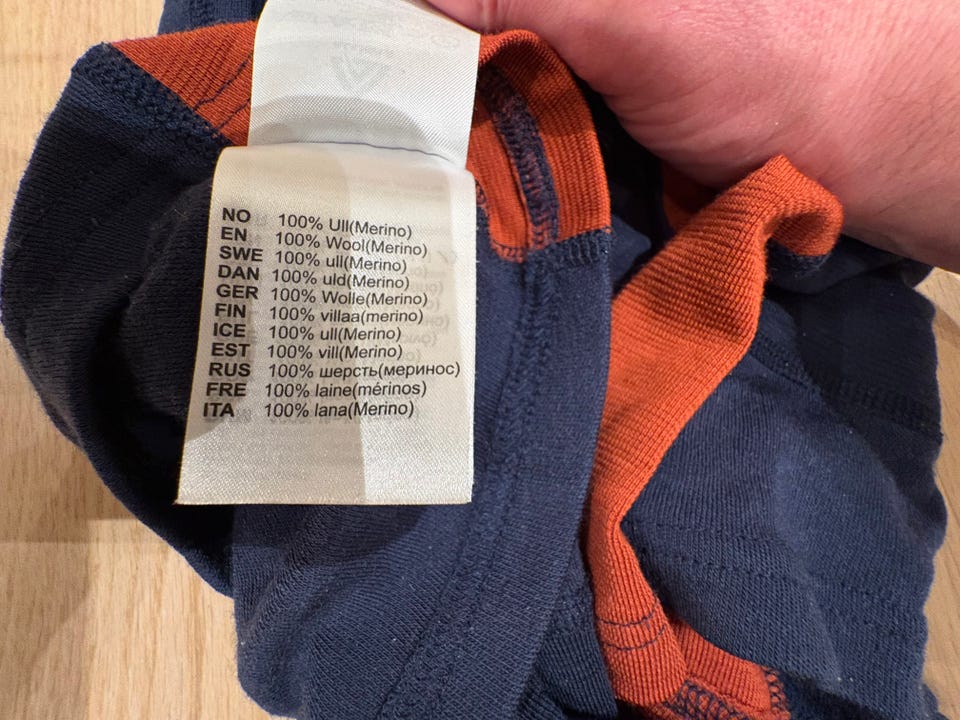 NO 100% Ull(Merino)
EN 100% Wool(Merino)
SWE 100% ull(Merino)
DAN 100% uld(Merino)
GER 100% Wolle(Merino)
FIN 100% villaa(merino)
ICE 100% ull(Merino)
EST 100% vill(Merino)
RUS 100% шерсть(меринос)
FRE 100% laine(mérinos)
ITA 100% lana(Merino)